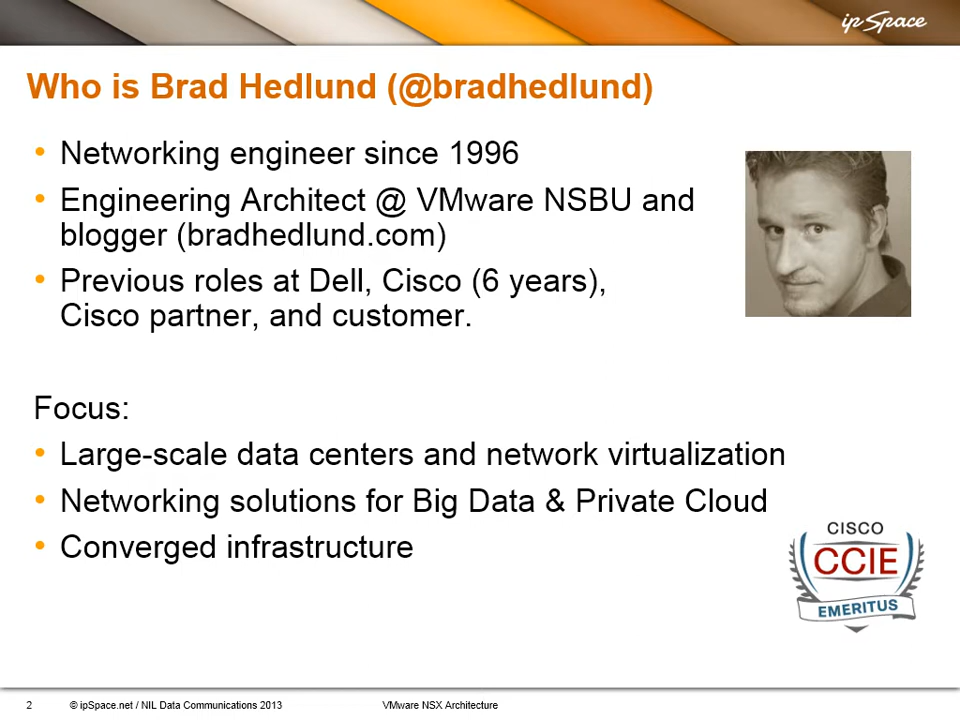 ip Space
Who is Brad Hedlund (@bradhedlund)
• Networking engineer since 1996
• Engineering Architect @ VMware NSBU and
blogger (bradhedlund.com)
• Previous roles at Dell, Cisco (6 years),
Cisco partner, and customer.
Focus:
• Large-scale data centers and network virtualization
• Networking solutions for Big Data & Private Cloud
• Converged infrastructure
CISCO
CCIE
EMERITUS
2 © ipSpace.net / NIL Data Communications 2013 VMware NSX Architecture